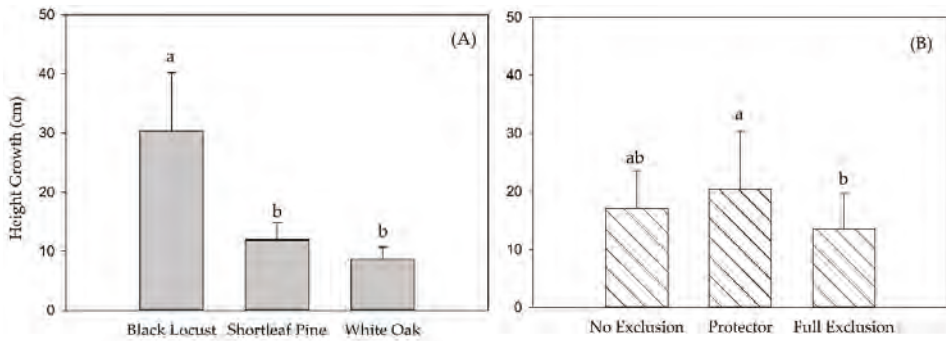 50
40
30
20
10
0
Height Growth (cm)
(A)
a
b
b
Black Locust Shortleaf Pine White Oak
50
40
30
20
10
0
(B)
ab
a
b
No Exclusion Protector Full Exclusion